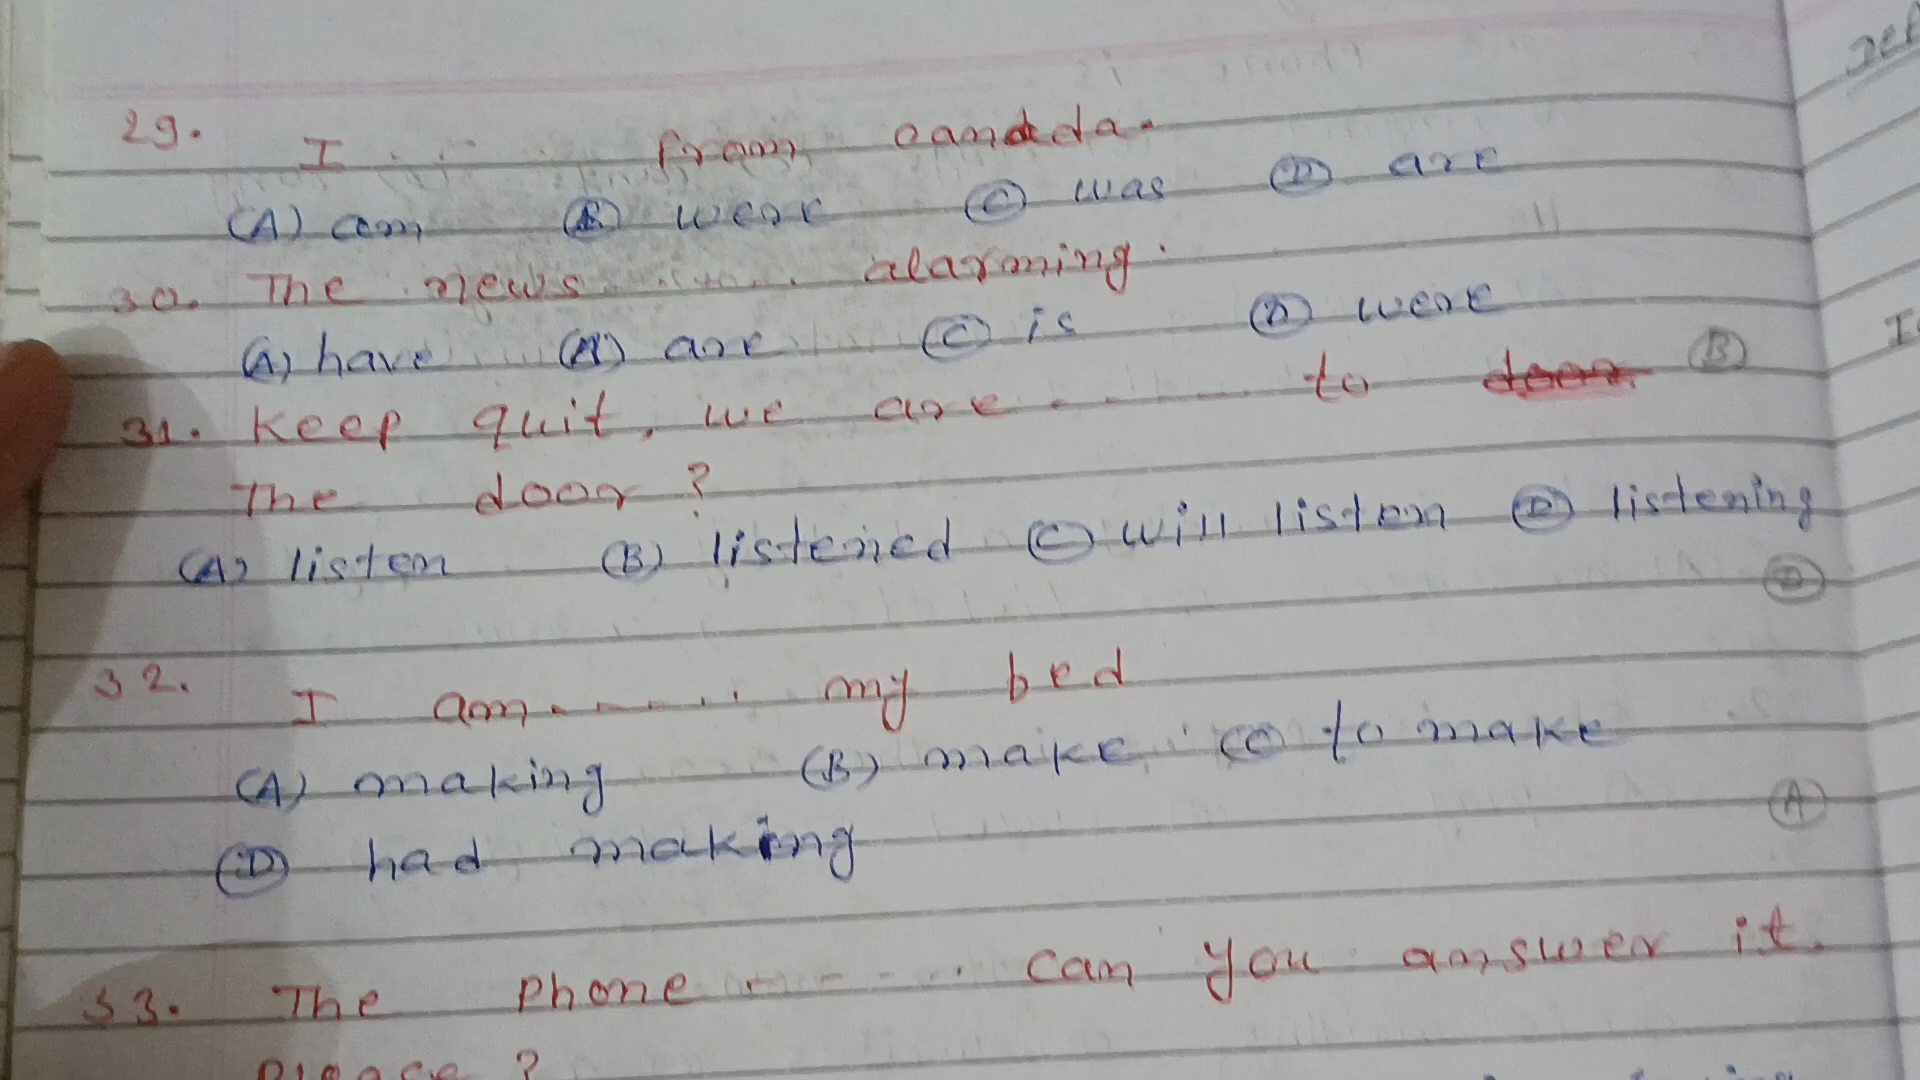 29. I ........ from canada.
(A) am (B) were (C) was (D) are
30. The news ........ alarming.
(A) have (B) are (C) is (D) were
31. Keep quit, we are ........ to (B)
The door?
(A) listen (B) listened (C) will listen (D) listening
(D)
32. I am ...... my bed
(A) making (B) make (C) to make
(A)
(D) had making
33. The Phone ...... can you answer it.
Please?